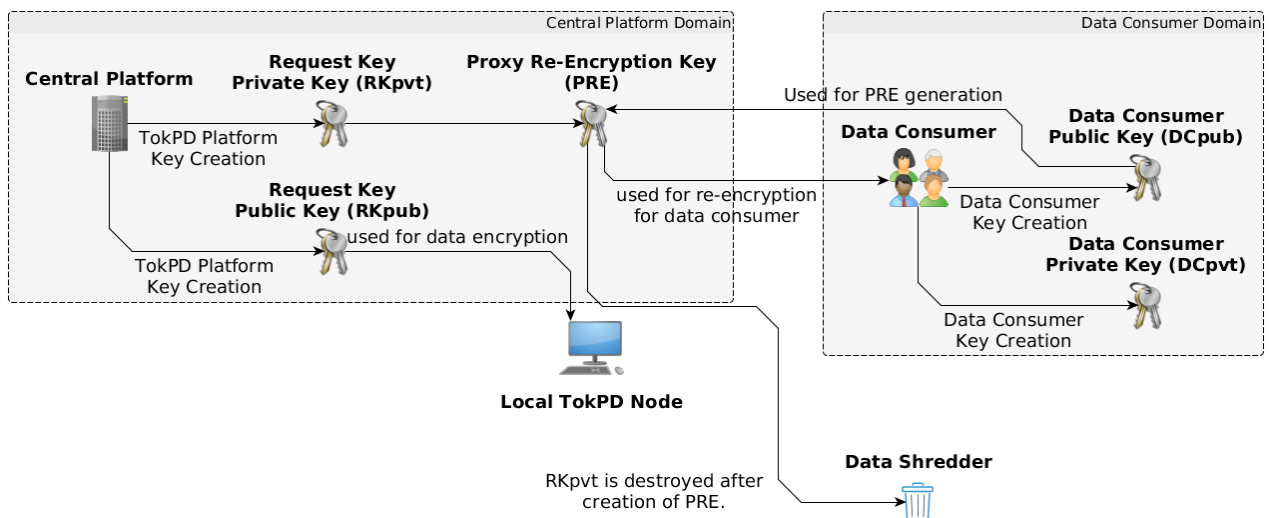 Central Platform Domain
Data Consumer Domain
Central Platform
Request Key
Private Key (RKpvt)
Proxy Re-Encryption Key
(PRE)
Used for PRE generation
Data Consumer
Public Key (DCpub)
Data Consumer
TokPD Platform
Key Creation
used for re-encryption
for data consumer
Data Consumer
Key Creation
Request Key
Public Key (RKpub)
used for data encryption
TokPD Platform
Key Creation
Data Consumer
Private Key (DCpvt)
Data Consumer
Key Creation
Local TokPD Node
Data Shredder
RKpvt is destroyed after
creation of PRE.